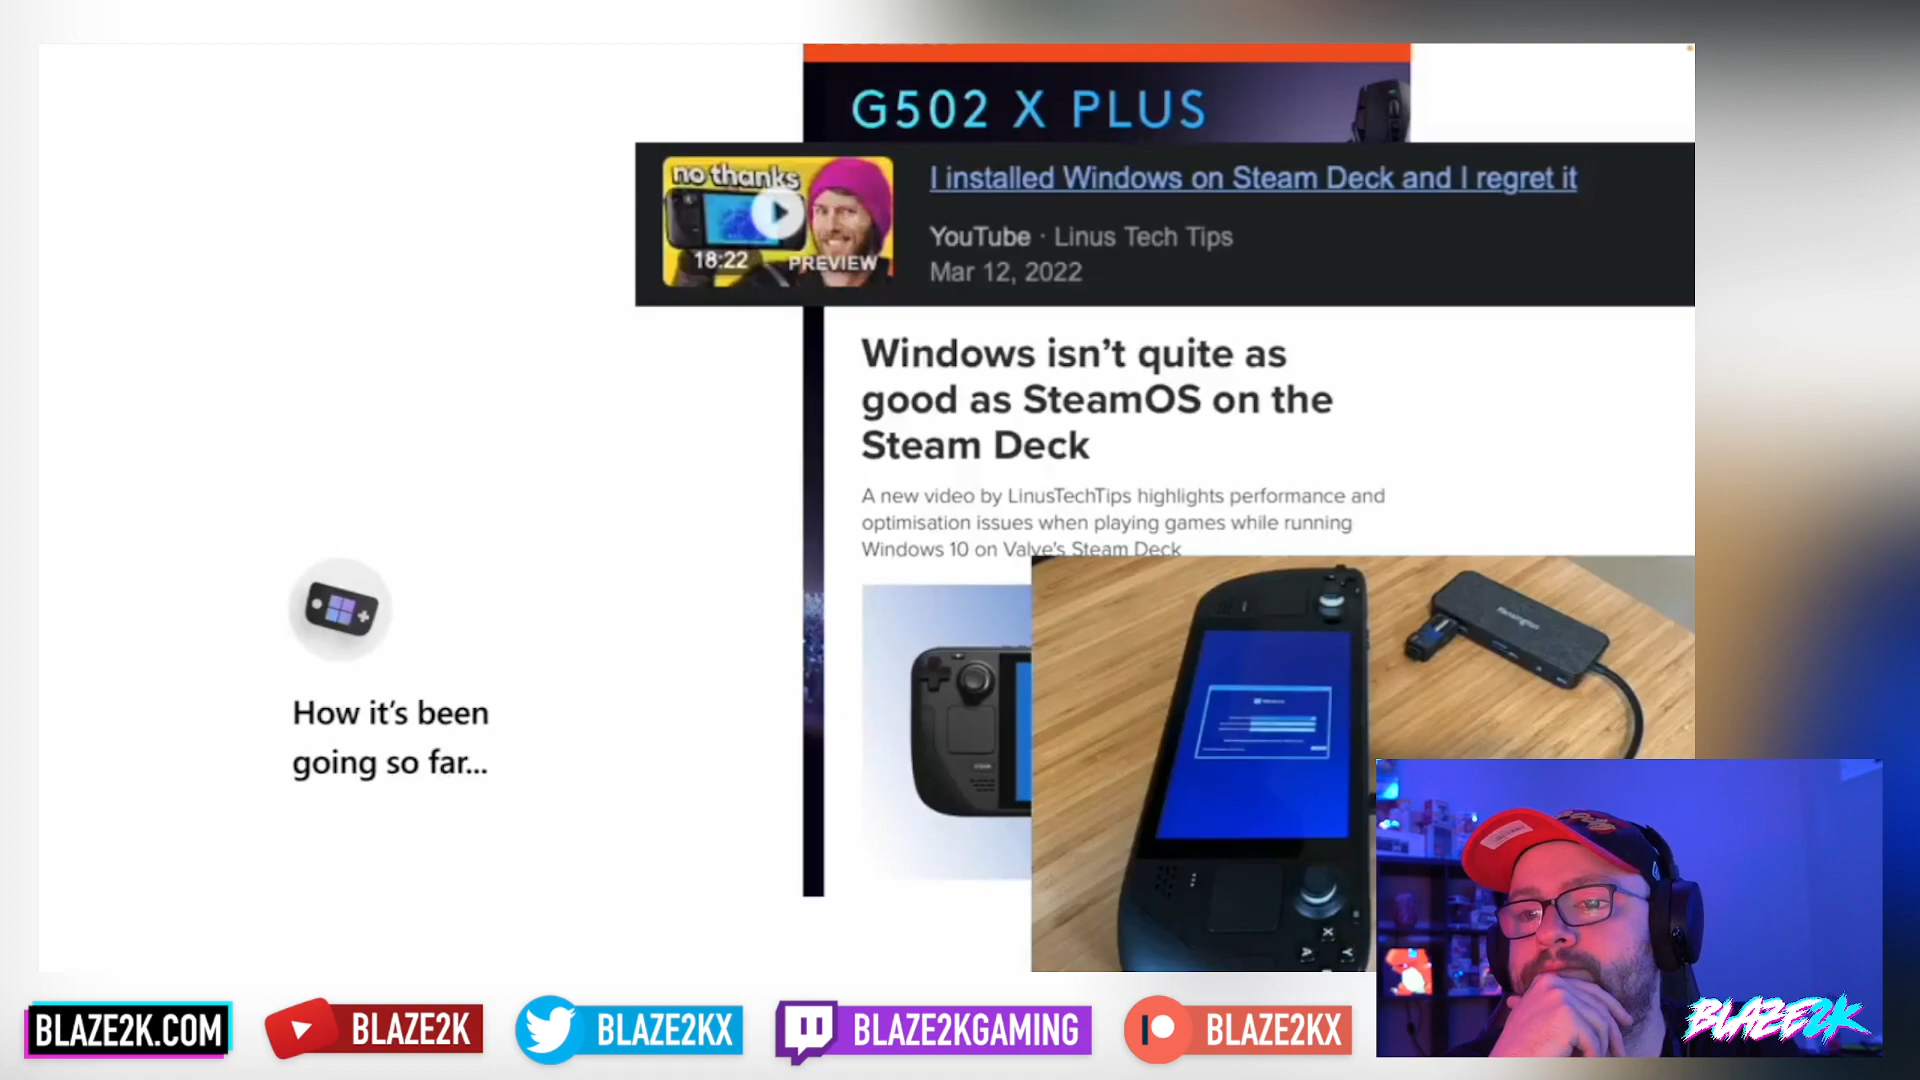 G502 X PLUS
no thanks
18:22
PREVIEW
I installed Windows on Steam Deck and I regret it
YouTube · Linus Tech Tips
Mar 12, 2022
Windows isn't quite as
good as SteamOS on the
Steam Deck
A new video by LinusTechTips highlights performance and
optimisation issues when playing games while running
Windows 10 on Valve's Steam Deck
How it's been
going so far...
Kensington
X
A
Y
BLAZE2K.COM
BLAZE2K
BLAZE2KX
BLAZE2KGAMING
BLAZE2KX
BLAZE2K